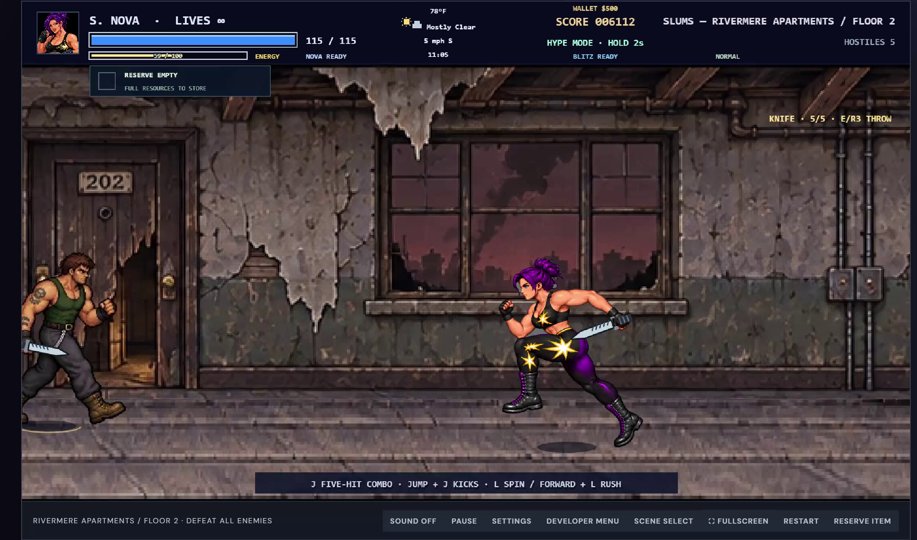 S. NOVA · LIVES ∞
115 / 115
ENERGY
NOVA READY
RESERVE EMPTY
FULL RESOURCES TO STORE
78°F
Mostly Clear
5 mph S
11:05
WALLET $500
SCORE 006112
HYPE MODE · HOLD 2s
BLITZ READY
NORMAL
SLUMS — RIVERMERE APARTMENTS / FLOOR 2
HOSTILES 5
KNIFE · 5/5 · E/R3 THROW
202
J FIVE-HIT COMBO · JUMP + J KICKS · L SPIN / FORWARD + L RUSH
RIVERMERE APARTMENTS / FLOOR 2 · DEFEAT ALL ENEMIES
SOUND OFF PAUSE SETTINGS DEVELOPER MENU SCENE SELECT FULLSCREEN RESTART RESERVE ITEM